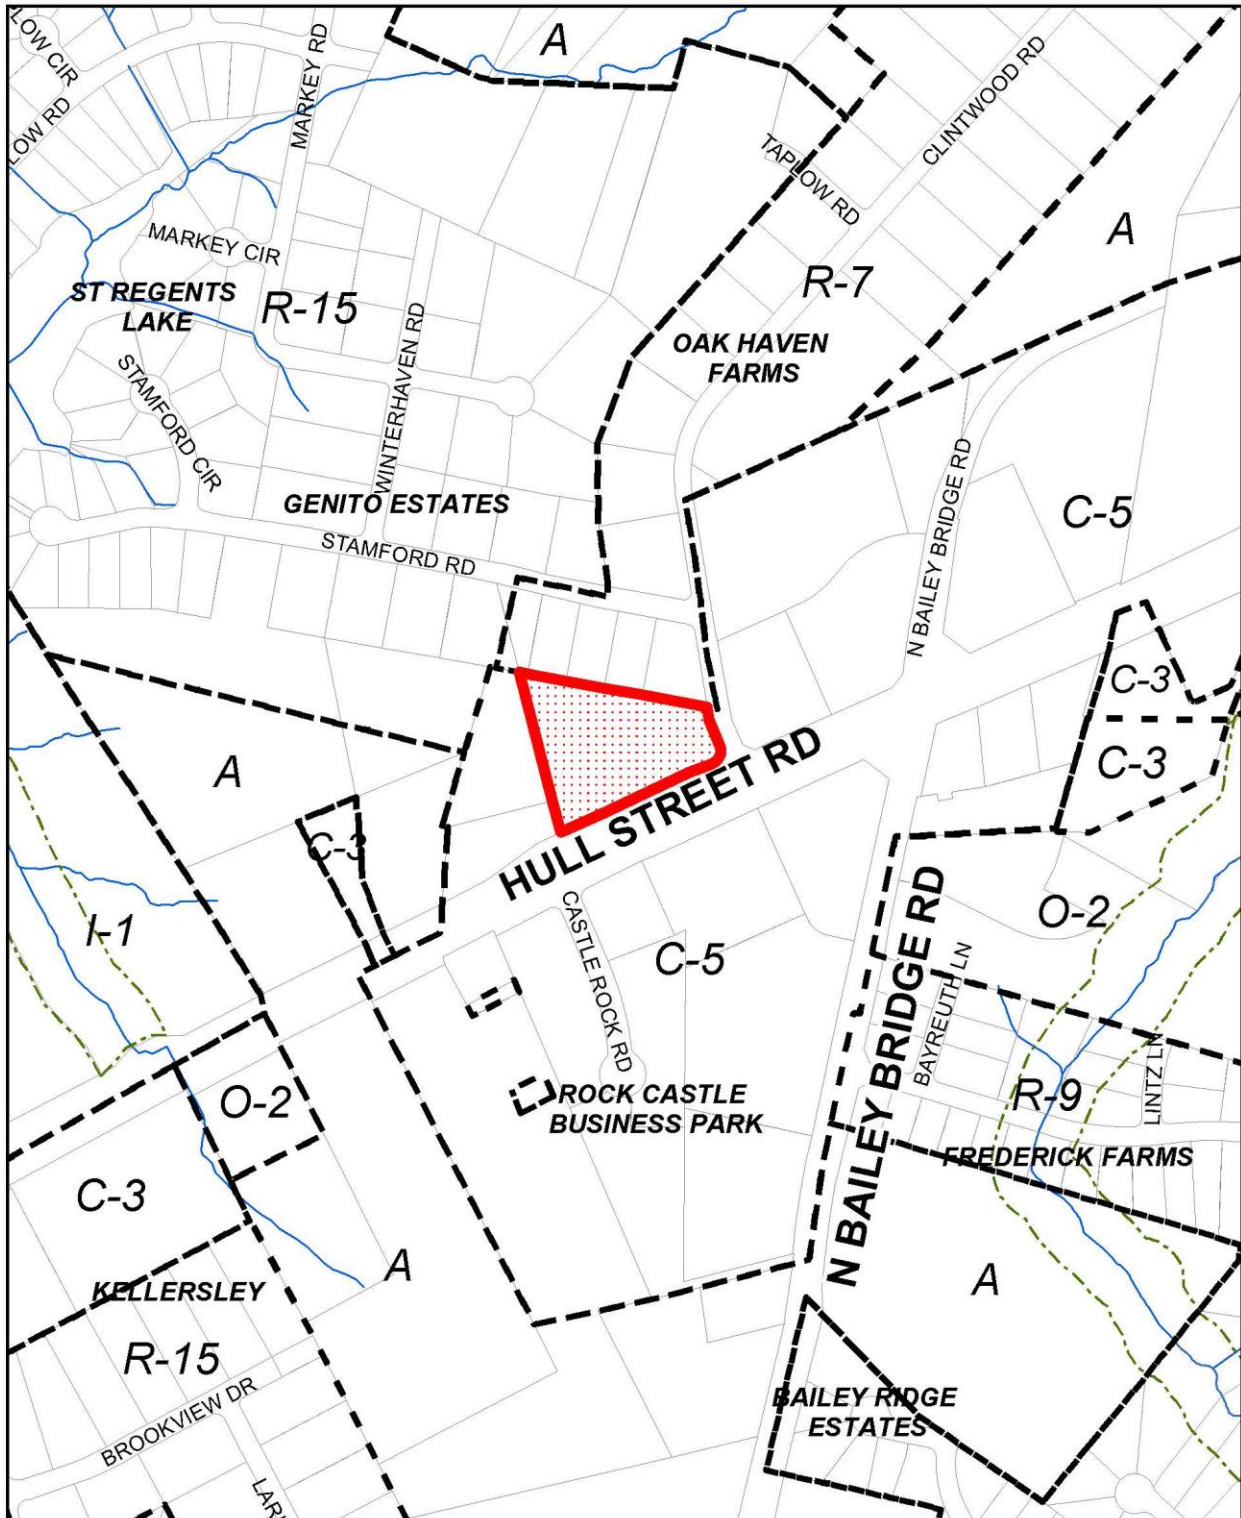 LOW CIR
LOW RD
MARKEY RD
A
CLINTWOOD RD
TAPLOW RD
A
MARKEY CIR
R-7
ST REGENTS
LAKE
R-15
WINTERHAVEN RD
OAK HAVEN
FARMS
STAMFORD CIR
GENITO ESTATES
N BAILEY BRIDGE RD
C-5
STAMFORD RD
C-3
C-3
A
HULL STREET RD
C-3
I-1
CASTLE ROCK RD
C-5
O-2
N BAILEY BRIDGE RD
BAYREUTH LN
LINTZ LN
O-2
ROCK CASTLE
BUSINESS PARK
R-9
FREDERICK FARMS
C-3
A
KELLERSLEY
A
R-15
BROOKVIEW DR
BAILEY RIDGE
ESTATES
LARK